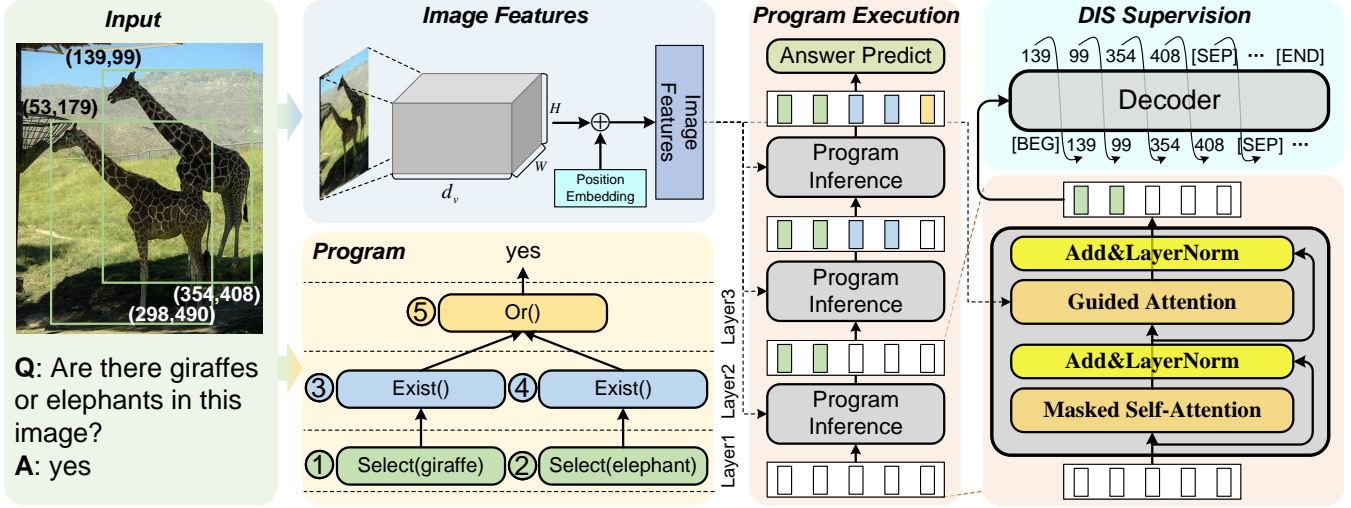 Input
(139,99)
(53,179)
(354,408)
(298,490)
Q: Are there giraffes
or elephants in this
image?
A: yes
Image Features
H
W
d_v
Position
Embedding
Image
Features
Program
yes
⑤ Or()
③ Exist()
④ Exist()
① Select(giraffe)
② Select(elephant)
Layer3
Layer2
Layer1
Program Execution
Answer Predict
Program
Inference
Program
Inference
Program
Inference
DIS Supervision
139 99 354 408 [SEP] ··· [END]
Decoder
[BEG] 139 99 354 408 [SEP] ···
Add&LayerNorm
Guided Attention
Add&LayerNorm
Masked Self-Attention